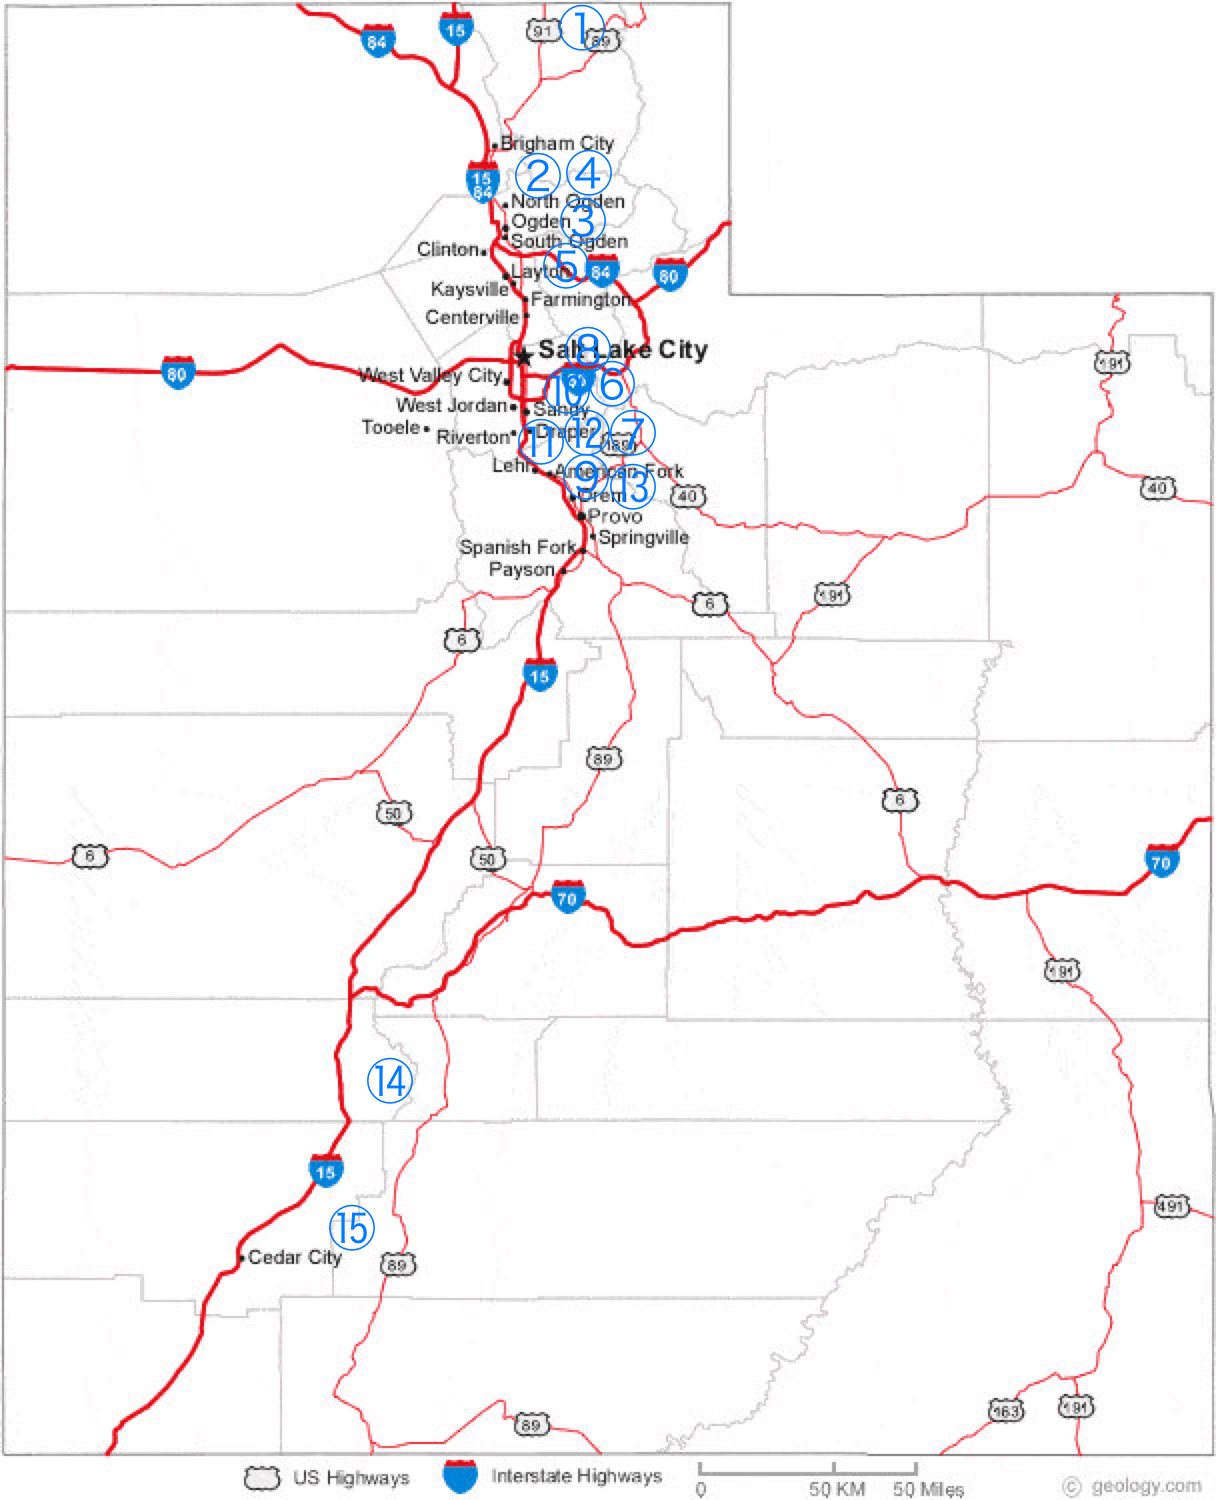 84
15
91
①
89
Brigham City
15
84
②
④
North Ogden
Ogden
③
South Ogden
Clinton
Layton
⑤
84
80
Kaysville
Farmington
Centerville
Salt Lake City
⑧
191
80
West Valley City
80
⑥
⑩
West Jordan
Sandy
Tooele
Riverton
Draper
⑪
⑫
189
⑦
Lehi
American Fork
⑨
⑬
Orem
40
40
Provo
Springville
Spanish Fork
Payson
6
191
6
15
89
50
6
6
50
70
70
191
⑭
15
491
⑮
Cedar City
89
163
191
89
US Highways
Interstate Highways
0
50 KM
50 Miles
© geology.com